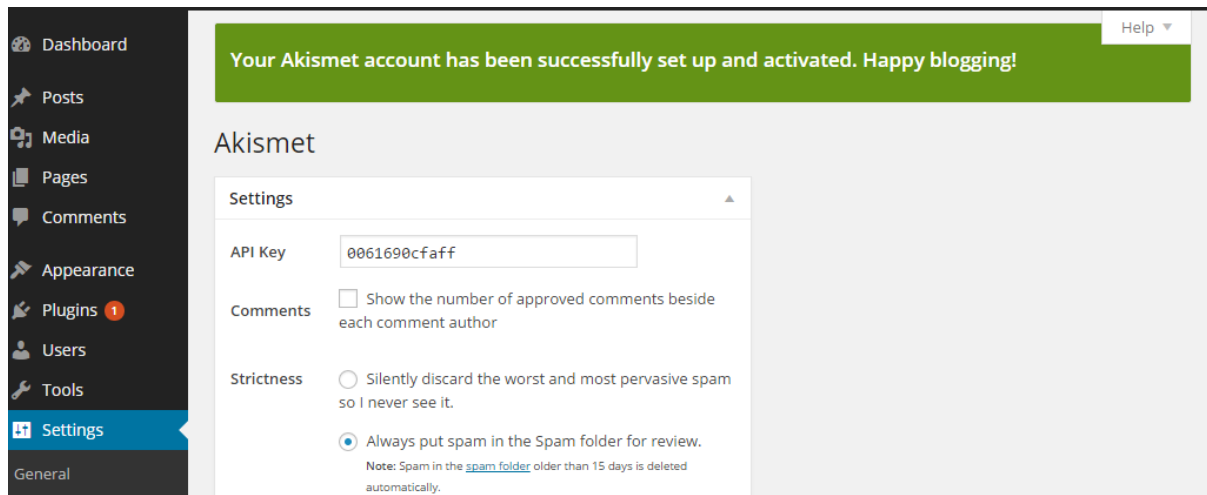 Dashboard
Posts
Media
Pages
Comments
Appearance
Plugins 1
Users
Tools
Settings
General
Help
Your Akismet account has been successfully set up and activated. Happy blogging!
Akismet
Settings
API Key 0061690cfaff
Comments Show the number of approved comments beside
each comment author
Strictness Silently discard the worst and most pervasive spam
so I never see it.
Always put spam in the Spam folder for review.
Note: Spam in the spam folder older than 15 days is deleted
automatically.